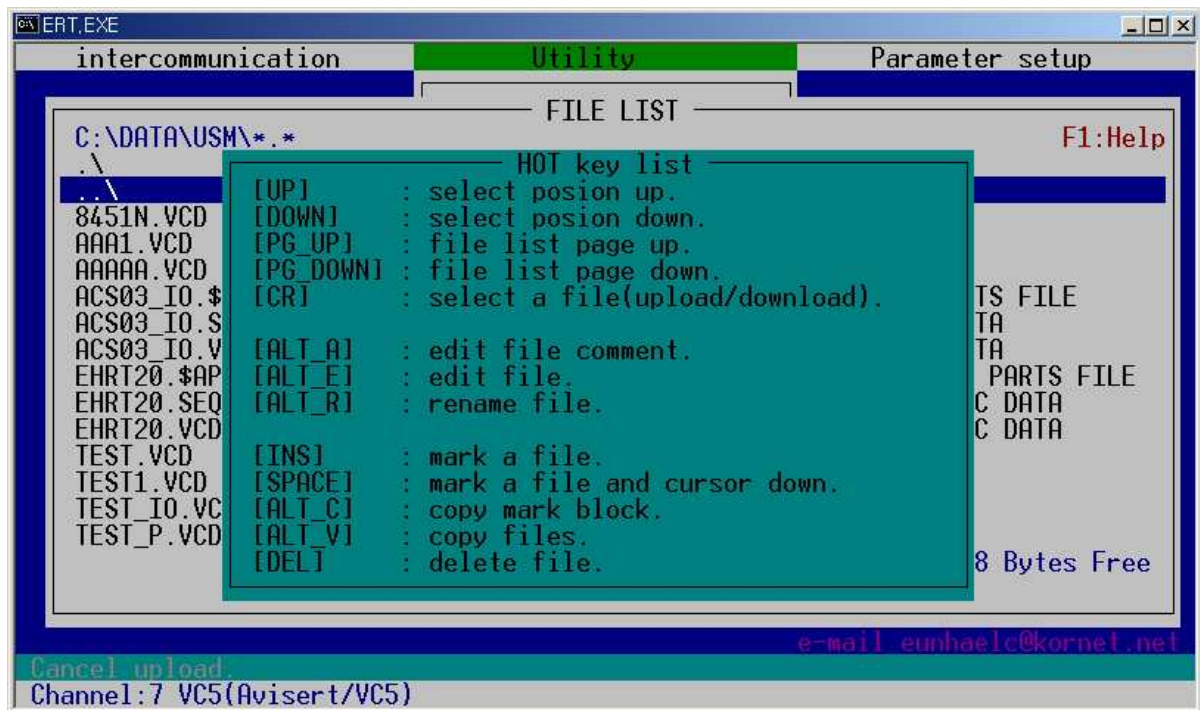 ERT,EXE
intercommunication Utility Parameter setup
FILE LIST
C:\DATA\USM\*.* F1:Help
.\
HOT key list
..\ [UP] : select posion up.
8451N.VCD [DOWN] : select posion down.
AAA1.VCD [PG_UP] : file list page up.
AAAAA.VCD [PG_DOWN] : file list page down.
ACS03_IO.$ [CR] : select a file(upload/download). TS FILE
ACS03_IO.S TA
ACS03_IO.V [ALT_A] : edit file comment. TA
EHRT20.$AP [ALT_E] : edit file. PARTS FILE
EHRT20.SEQ [ALT_R] : rename file. C DATA
EHRT20.VCD C DATA
TEST.VCD [INS] : mark a file.
TEST1.VCD [SPACE] : mark a file and cursor down.
TEST_IO.VC [ALT_C] : copy mark block.
TEST_P.VCD [ALT_V] : copy files.
[DEL] : delete file. 8 Bytes Free
e-mail eunhaelc@kornet.net
Cancel upload.
Channel:7 VC5(Avisert/VC5)